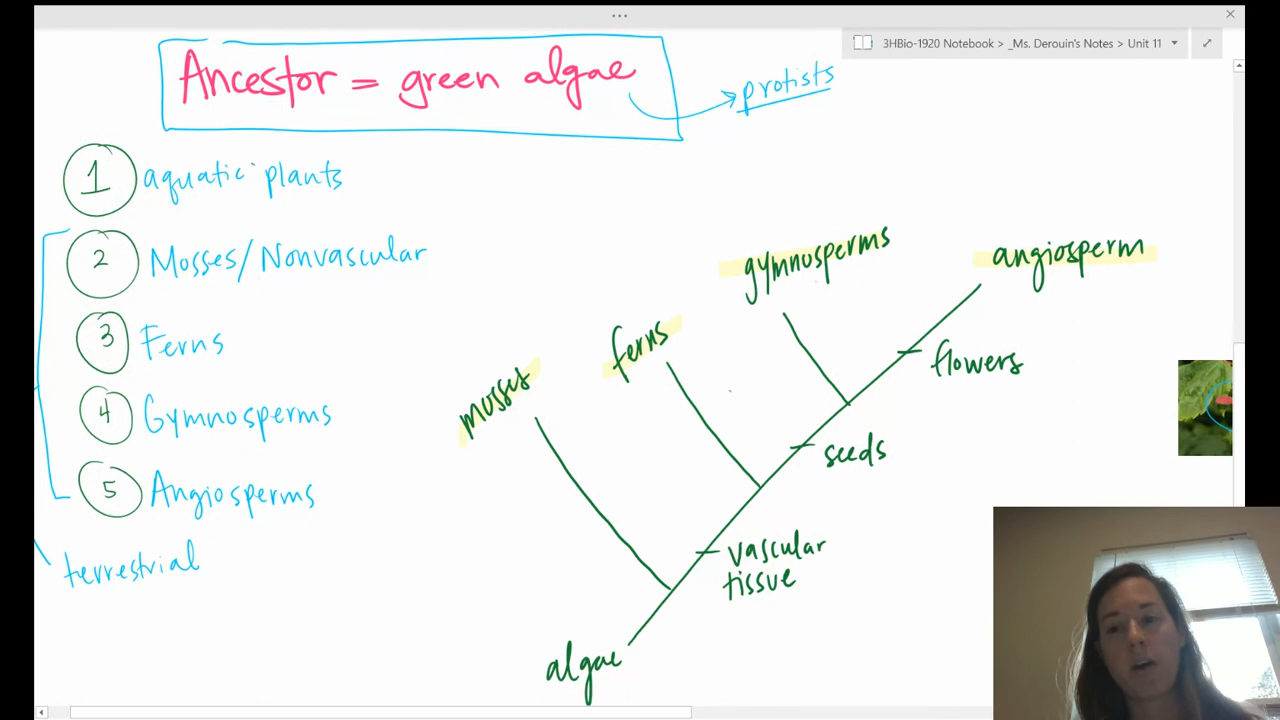 3HBio-1920 Notebook > _Ms. Derouin's Notes > Unit 11
Ancestor = green algae
protists
1 aquatic plants
2 Mosses/Nonvascular
3 Ferns
4 Gymnosperms
5 Angiosperms
terrestrial
mosses
ferns
gymnosperms
angiosperm
flowers
seeds
vascular
tissue
algae